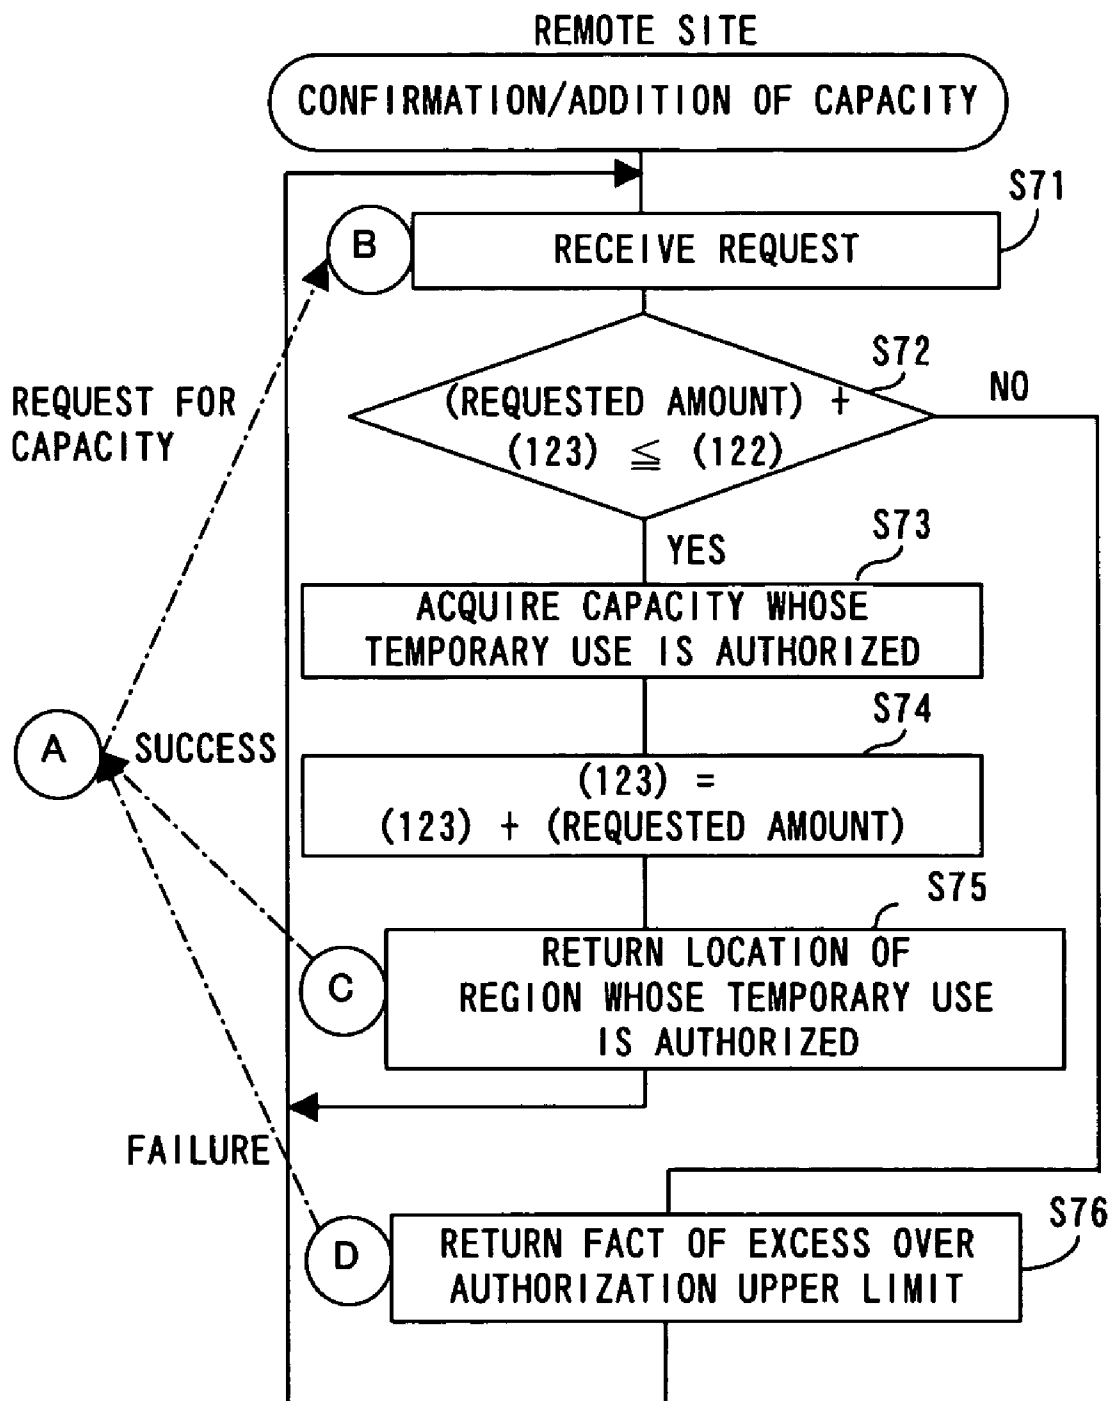 REMOTE SITE
CONFIRMATION/ADDITION OF CAPACITY
S71
B
RECEIVE REQUEST
S72
(REQUESTED AMOUNT) +
(123) ≦ (122)
NO
REQUEST FOR
CAPACITY
YES
S73
ACQUIRE CAPACITY WHOSE
TEMPORARY USE IS AUTHORIZED
S74
A
SUCCESS
(123) =
(123) + (REQUESTED AMOUNT)
S75
C
RETURN LOCATION OF
REGION WHOSE TEMPORARY USE
IS AUTHORIZED
FAILURE
S76
D
RETURN FACT OF EXCESS OVER
AUTHORIZATION UPPER LIMIT